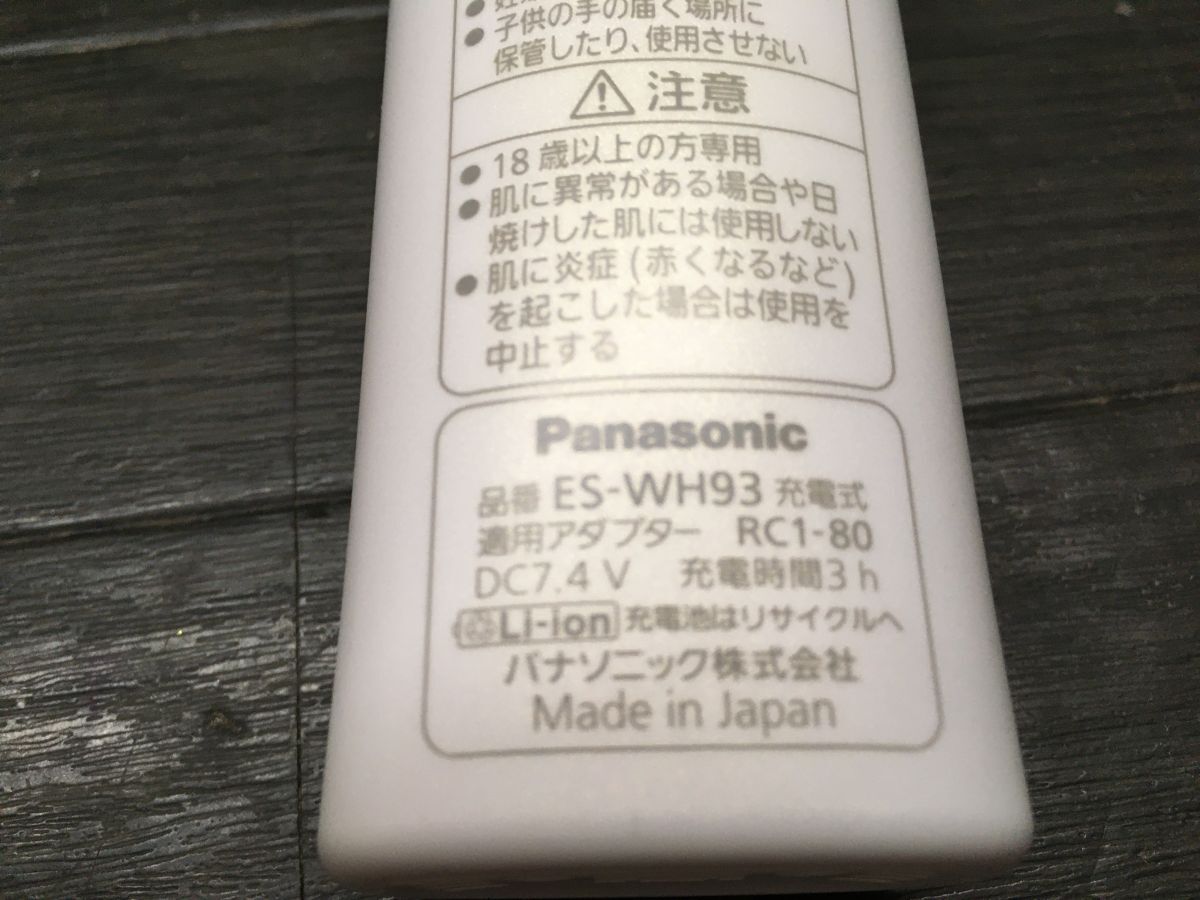 ● 子供の手の届く場所に
保管したり、使用させない
注意
● 18歳以上の方専用
● 肌に異常がある場合や日
焼けした肌には使用しない
● 肌に炎症(赤くなるなど)
を起こした場合は使用を
中止する
Panasonic
品番 ES-WH93 充電式
適用アダプター RC1-80
DC7.4 V 充電時間3 h
Li-ion 充電池はリサイクルへ
パナソニック株式会社
Made in Japan